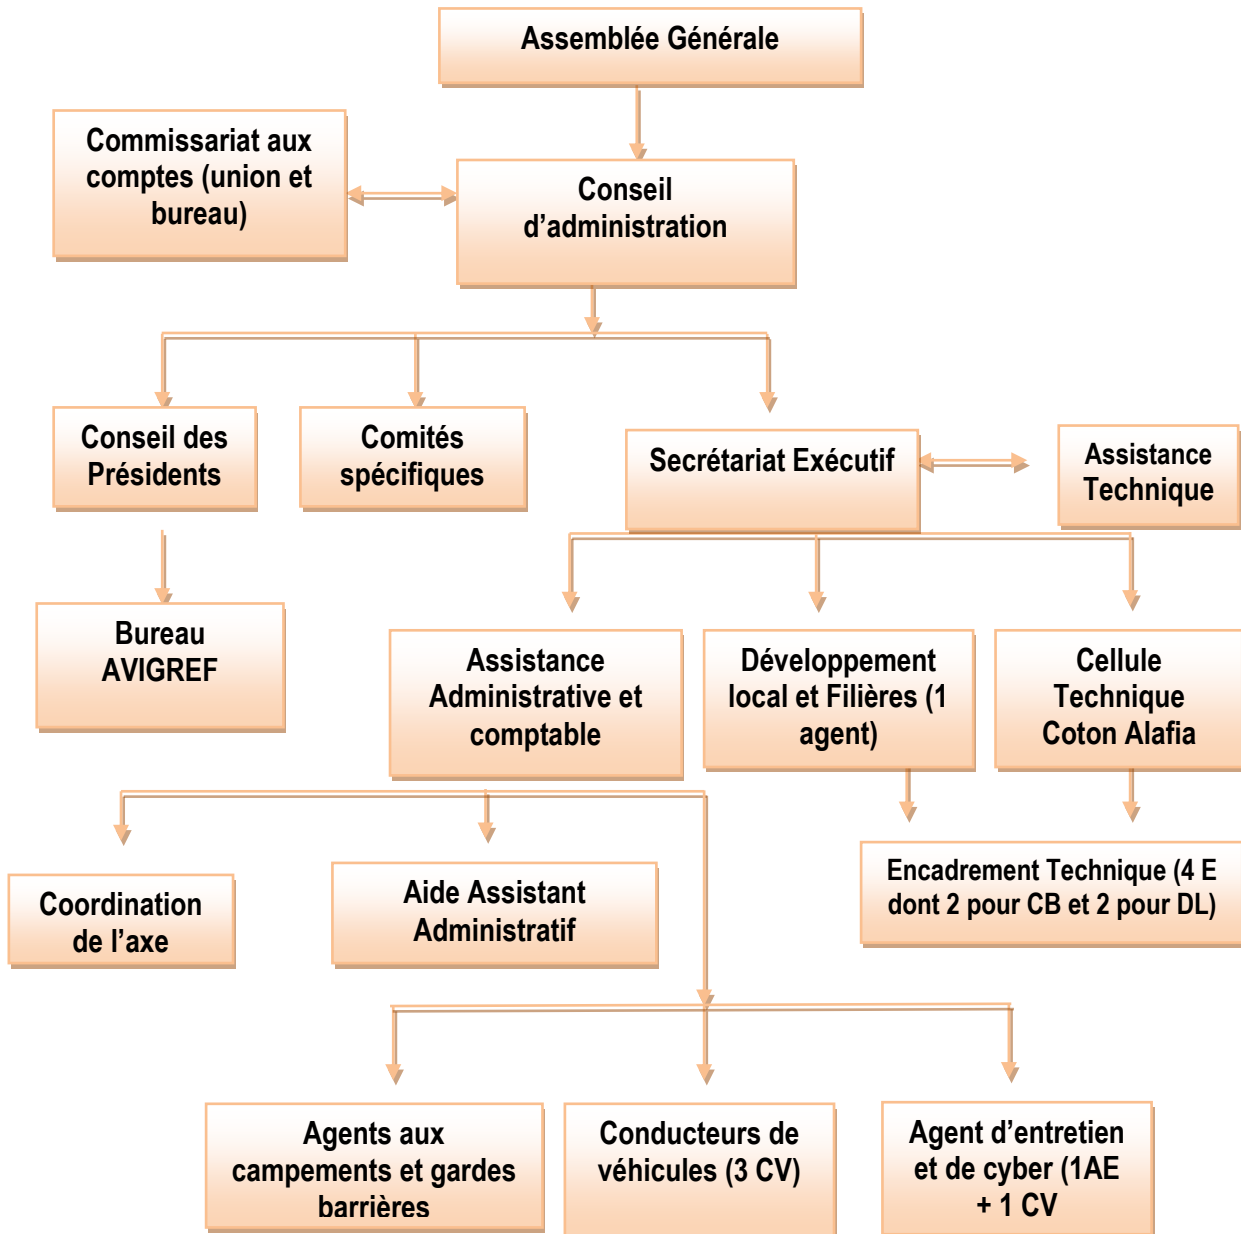 Assemblée Générale
Commissariat aux
comptes (union et
bureau)
Conseil
d’administration
Conseil des
Présidents
Comités
spécifiques
Secrétariat Exécutif
Assistance
Technique
Bureau
AVIGREF
Assistance
Administrative et
comptable
Développement
local et Filières (1
agent)
Cellule
Technique
Coton Alafia
Encadrement Technique (4 E
dont 2 pour CB et 2 pour DL)
Coordination
de l’axe
Aide Assistant
Administratif
Agents aux
campements et gardes
barrières
Conducteurs de
véhicules (3 CV)
Agent d’entretien
et de cyber (1AE
+ 1 CV